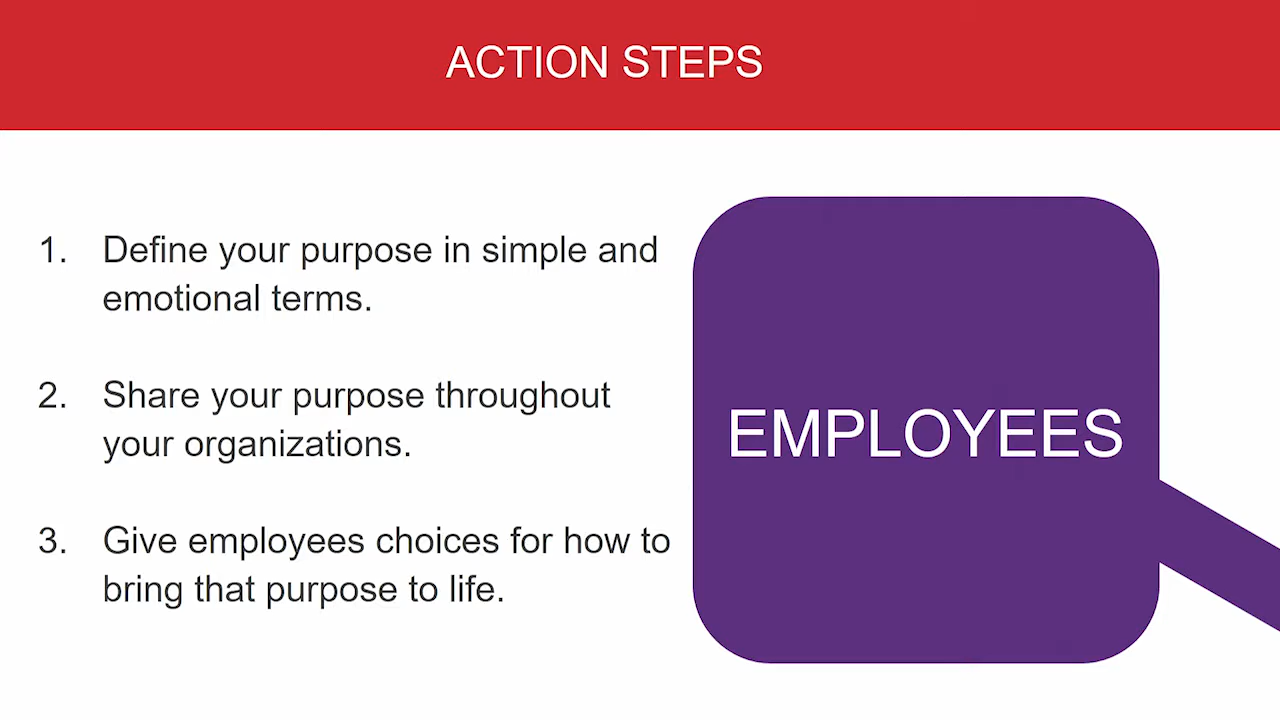 ACTION STEPS
1. Define your purpose in simple and
emotional terms.
2. Share your purpose throughout
your organizations.
3. Give employees choices for how to
bring that purpose to life.
EMPLOYEES